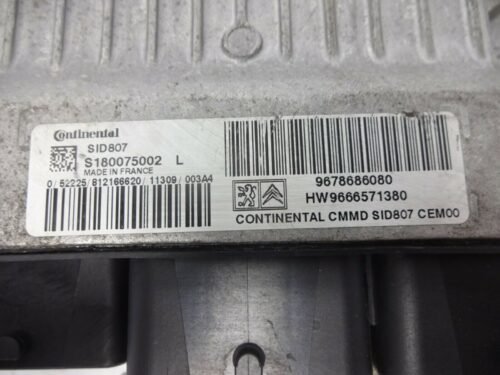 Continental
SID807
S180075002 L
MADE IN FRANCE
0 52225/812166620/11309/003A4
9678686080
HW9666571380
CONTINENTAL CMMD SID807 CEM00